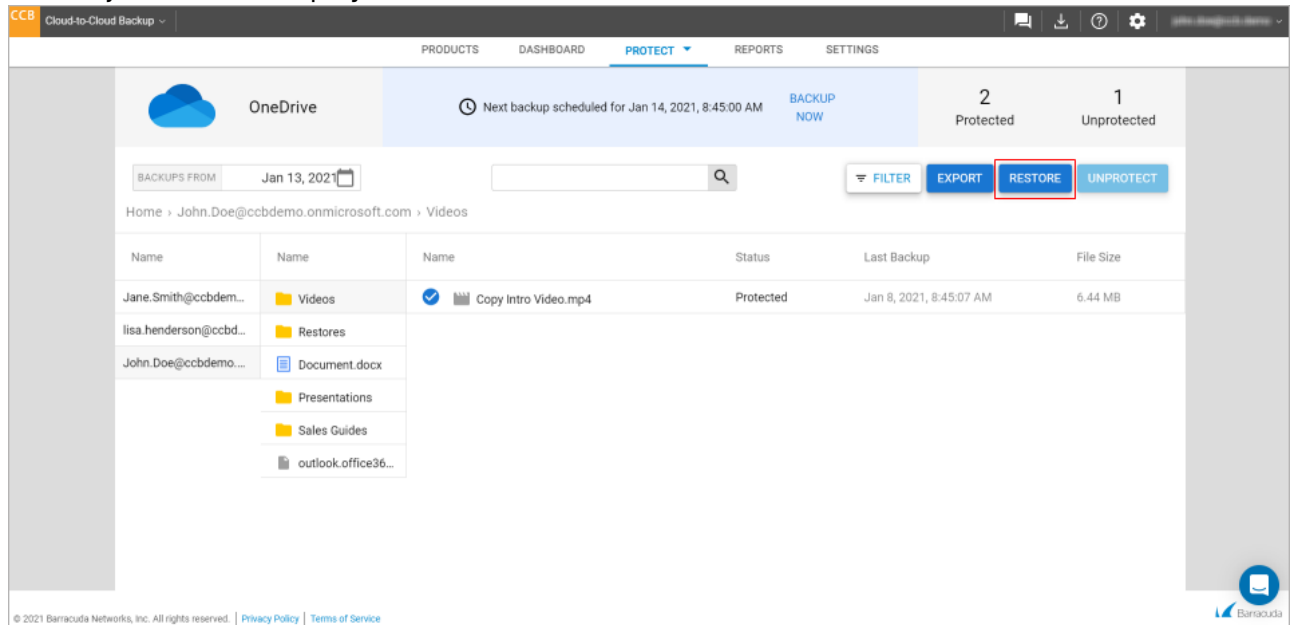 CCB Cloud-to-Cloud Backup
PRODUCTS DASHBOARD PROTECT REPORTS SETTINGS
OneDrive
Next backup scheduled for Jan 14, 2021, 8:45:00 AM
BACKUP
NOW
2
Protected
1
Unprotected
BACKUPS FROM Jan 13, 2021
FILTER EXPORT RESTORE UNPROTECT
Home › John.Doe@ccbdemo.onmicrosoft.com › Videos
Name Name Name Status Last Backup File Size
Jane.Smith@ccbdem... Videos Copy Intro Video.mp4 Protected Jan 8, 2021, 8:45:07 AM 6.44 MB
lisa.henderson@ccbd... Restores
John.Doe@ccbdemo.... Document.docx
Presentations
Sales Guides
outlook.office36...
© 2021 Barracuda Networks, Inc. All rights reserved. | Privacy Policy | Terms of Service
Barracuda